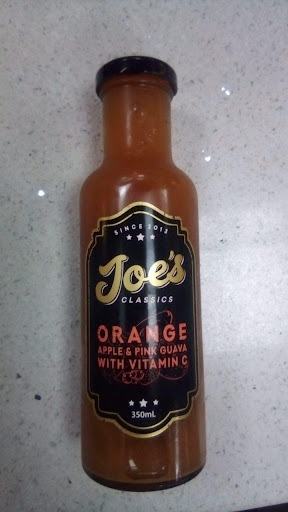 SINCE 2013
Joe's
CLASSICS
ORANGE
APPLE & PINK GUAVA
WITH VITAMIN C
350mL